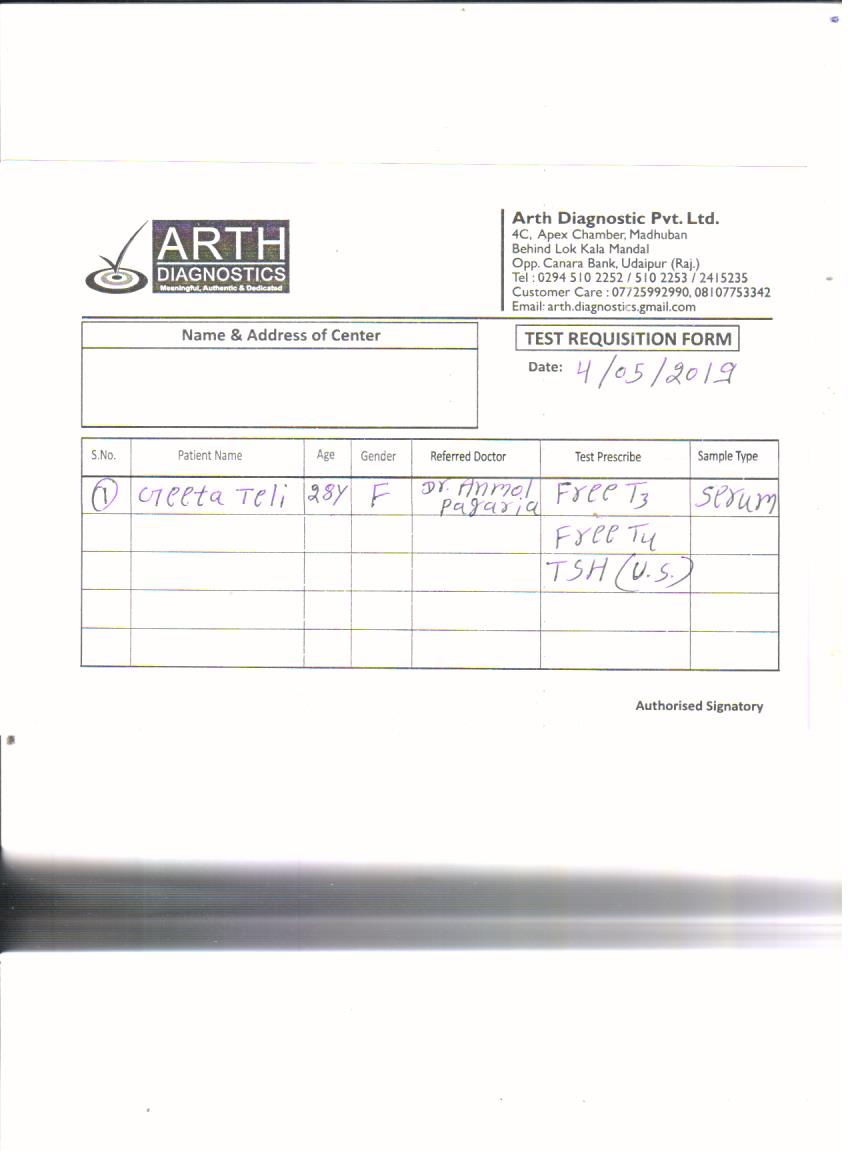 ARTH
DIAGNOSTICS
Meaningful, Authentic & Dedicated
Arth Diagnostic Pvt. Ltd.
4C, Apex Chamber, Madhuban
Behind Lok Kala Mandal
Opp. Canara Bank, Udaipur (Raj.)
Tel : 0294 510 2252 / 510 2253 / 2415235
Customer Care : 07725992990, 08107753342
Email: arth.diagnostics.gmail.com
Name & Address of Center
TEST REQUISITION FORM
Date: 4/05/2019
S.No. Patient Name Age Gender Referred Doctor Test Prescribe Sample Type
1 Geeta Teli 28Y F Dr. Anmol Pagaria Free T3 Serum
Free T4
TSH (U.S.)
Authorised Signatory